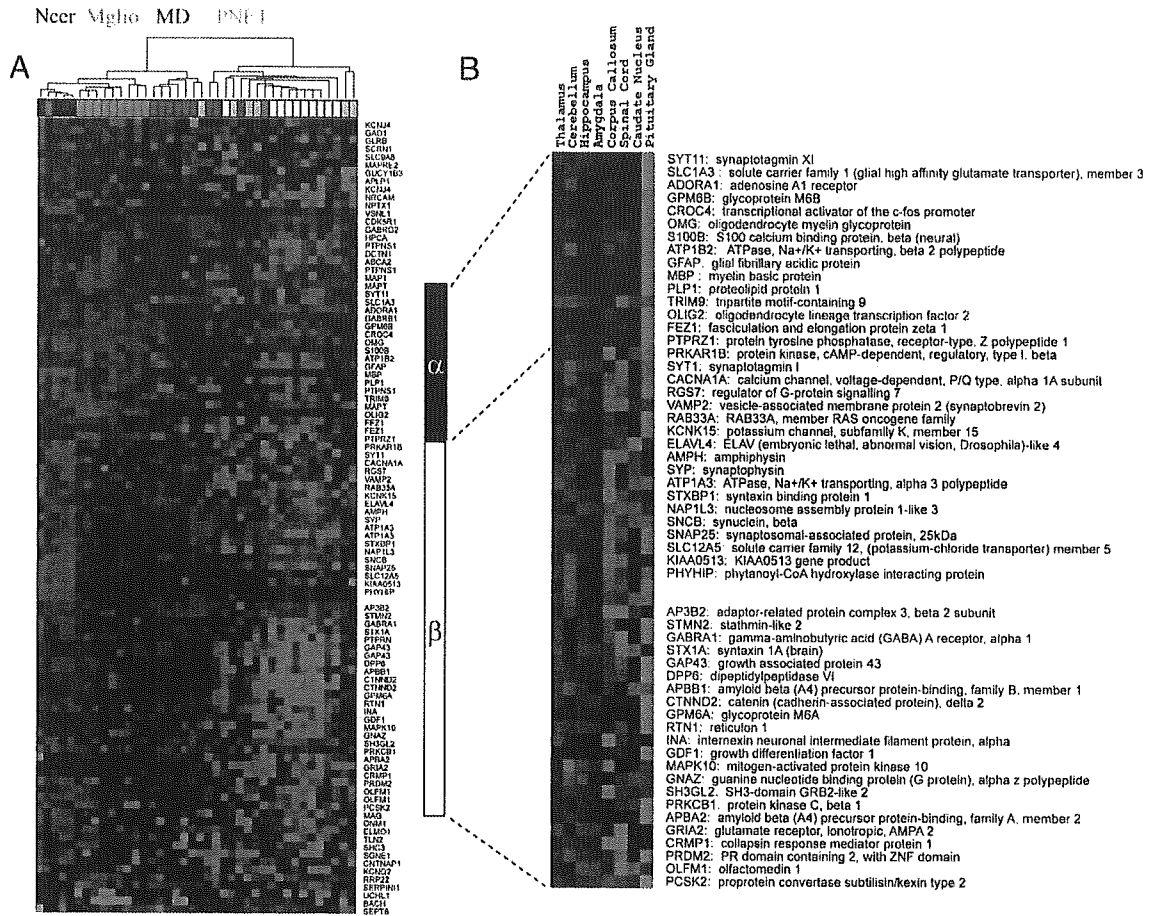 Ncer Mglio MD PNET
A
KCNJ4
GAD1
GLRB
SCRN1
SLC9A6
MAPRE2
GUCY1B3
APLP1
KCNJ4
NRCAM
NPTX1
VSNL1
CDK5R1
GABRG2
HPCA
PTPNS1
DCTN1
ABCA2
PTPNS1
MAPT
MAPT
SYT11
SLC1A3
ADORA1
GABRB1
GPM6B
CROC4
OMG
S100B
ATP1B2
GFAP
MBP
PLP1
PTPNS1
TRIM9
MAPT
OLIG2
FEZ1
FEZ1
PTPRZ1
PRKAR1B
SYT1
CACNA1A
RGS7
VAMP2
RAB33A
KCNK15
ELAVL4
AMPH
SYP
ATP1A3
ATP1A3
STXBP1
NAP1L3
SNCB
SNAP25
SLC12A5
KIAA0513
PHYHIP
AP3B2
STMN2
GABRA1
STX1A
PTPRN
GAP43
GAP43
DPP6
APBB1
CTNND2
CTNND2
GPM6A
RTN1
INA
GDF1
MAPK10
GNAZ
SH3GL2
PRKCB1
APBA2
GRIA2
CRMP1
PRDM2
OLFM1
OLFM1
PCSK2
MAG
DNM1
ELMO1
TLN2
SHC3
SGNE1
CNTNAP1
KCNQ2
RRP22
SERPINI1
UCHL1
BACH
SEPT6
α
β
B
Thalamus
Cerebellum
Hippocampus
Amygdala
Corpus Callosum
Spinal Cord
Caudate Nucleus
Pituitary Gland
SYT11: synaptotagmin XI
SLC1A3 : solute carrier family 1 (glial high affinity glutamate transporter), member 3
ADORA1: adenosine A1 receptor
GPM6B: glycoprotein M6B
CROC4: transcriptional activator of the c-fos promoter
OMG: oligodendrocyte myelin glycoprotein
S100B: S100 calcium binding protein, beta (neural)
ATP1B2: ATPase, Na+/K+ transporting, beta 2 polypeptide
GFAP: glial fibrillary acidic protein
MBP : myelin basic protein
PLP1: proteolipid protein 1
TRIM9: tripartite motif-containing 9
OLIG2: oligodendrocyte lineage transcription factor 2
FEZ1: fasciculation and elongation protein zeta 1
PTPRZ1: protein tyrosine phosphatase, receptor-type, Z polypeptide 1
PRKAR1B: protein kinase, cAMP-dependent, regulatory, type I, beta
SYT1: synaptotagmin I
CACNA1A: calcium channel, voltage-dependent, P/Q type, alpha 1A subunit
RGS7: regulator of G-protein signalling 7
VAMP2: vesicle-associated membrane protein 2 (synaptobrevin 2)
RAB33A: RAB33A, member RAS oncogene family
KCNK15: potassium channel, subfamily K, member 15
ELAVL4: ELAV (embryonic lethal, abnormal vision, Drosophila)-like 4
AMPH: amphiphysin
SYP: synaptophysin
ATP1A3: ATPase, Na+/K+ transporting, alpha 3 polypeptide
STXBP1: syntaxin binding protein 1
NAP1L3: nucleosome assembly protein 1-like 3
SNCB: synuclein, beta
SNAP25: synaptosomal-associated protein, 25kDa
SLC12A5: solute carrier family 12, (potassium-chloride transporter) member 5
KIAA0513: KIAA0513 gene product
PHYHIP: phytanoyl-CoA hydroxylase interacting protein
AP3B2: adaptor-related protein complex 3, beta 2 subunit
STMN2: stathmin-like 2
GABRA1: gamma-aminobutyric acid (GABA) A receptor, alpha 1
STX1A: syntaxin 1A (brain)
GAP43: growth associated protein 43
DPP6: dipeptidylpeptidase VI
APBB1: amyloid beta (A4) precursor protein-binding, family B, member 1
CTNND2: catenin (cadherin-associated protein), delta 2
GPM6A: glycoprotein M6A
RTN1: reticulon 1
INA: internexin neuronal intermediate filament protein, alpha
GDF1: growth differentiation factor 1
MAPK10: mitogen-activated protein kinase 10
GNAZ: guanine nucleotide binding protein (G protein), alpha z polypeptide
SH3GL2. SH3-domain GRB2-like 2
PRKCB1. protein kinase C, beta 1
APBA2: amyloid beta (A4) precursor protein-binding, family A, member 2
GRIA2: glutamate receptor, Ionotropic, AMPA 2
CRMP1: collapsin response mediator protein 1
PRDM2: PR domain containing 2, with ZNF domain
OLFM1: olfactomedin 1
PCSK2: proprotein convertase subtilisin/kexin type 2